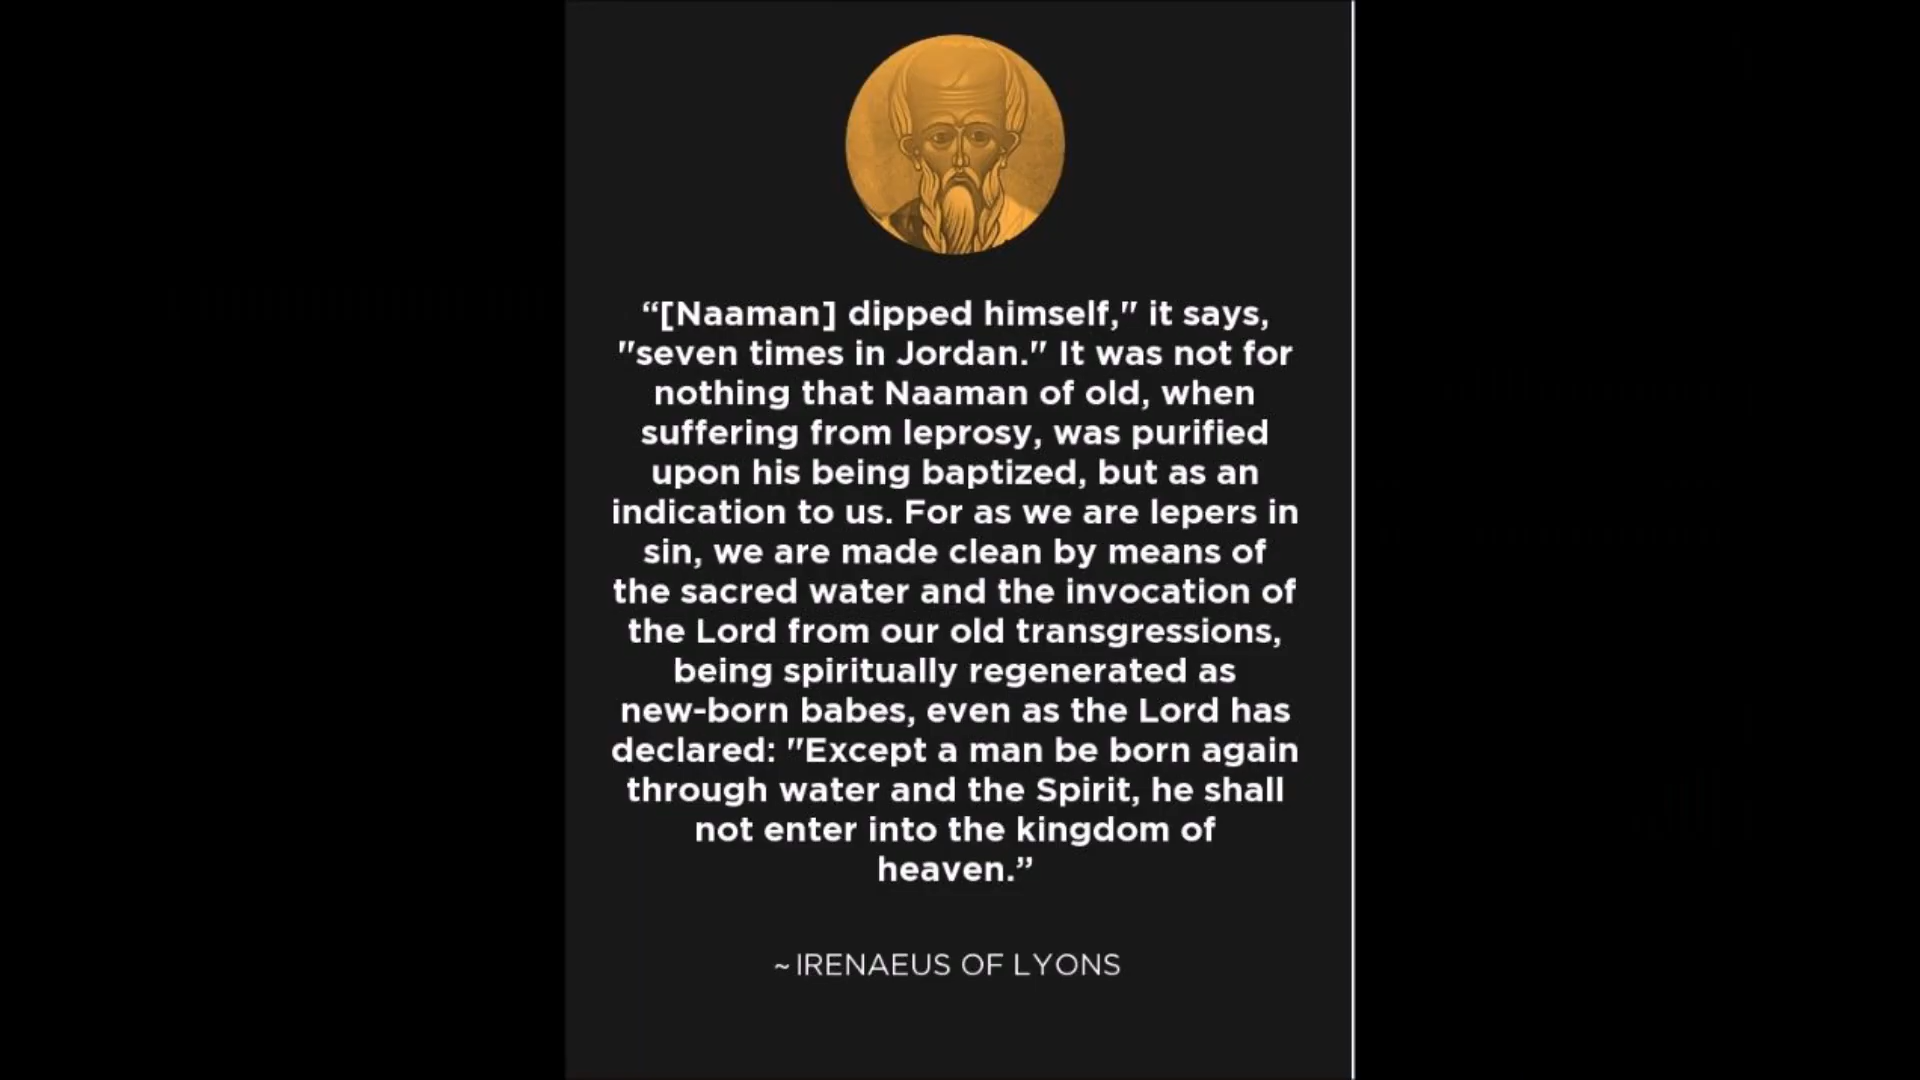 “[Naaman] dipped himself," it says,
"seven times in Jordan." It was not for
nothing that Naaman of old, when
suffering from leprosy, was purified
upon his being baptized, but as an
indication to us. For as we are lepers in
sin, we are made clean by means of
the sacred water and the invocation of
the Lord from our old transgressions,
being spiritually regenerated as
new-born babes, even as the Lord has
declared: "Except a man be born again
through water and the Spirit, he shall
not enter into the kingdom of
heaven.”
~ IRENAEUS OF LYONS